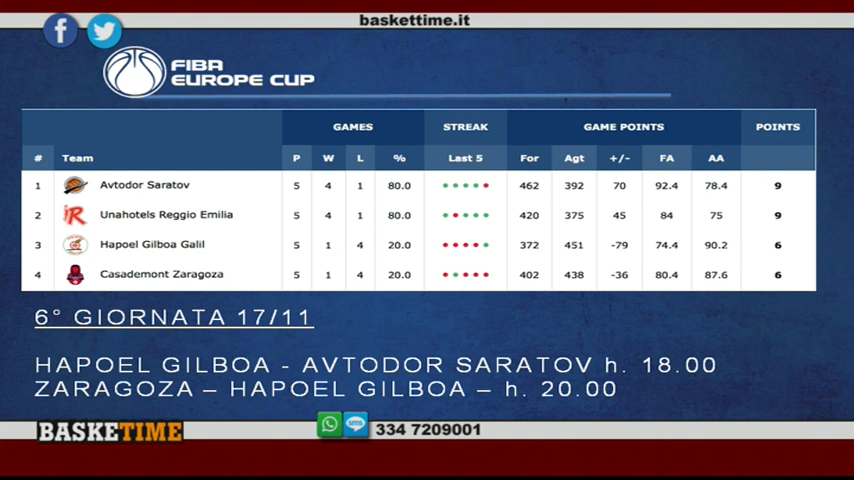 baskettime.it
FIBA
EUROPE CUP
GAMES STREAK GAME POINTS POINTS
# Team P W L % Last 5 For Agt +/- FA AA
1 Avtodor Saratov 5 4 1 80.0 462 392 70 92.4 78.4 9
2 Unahotels Reggio Emilia 5 4 1 80.0 420 375 45 84 75 9
3 Hapoel Gilboa Galil 5 1 4 20.0 372 451 -79 74.4 90.2 6
4 Casademont Zaragoza 5 1 4 20.0 402 438 -36 80.4 87.6 6
6° GIORNATA 17/11
HAPOEL GILBOA - AVTODOR SARATOV h. 18.00
ZARAGOZA – HAPOEL GILBOA – h. 20.00
BASKETIME 334 7209001